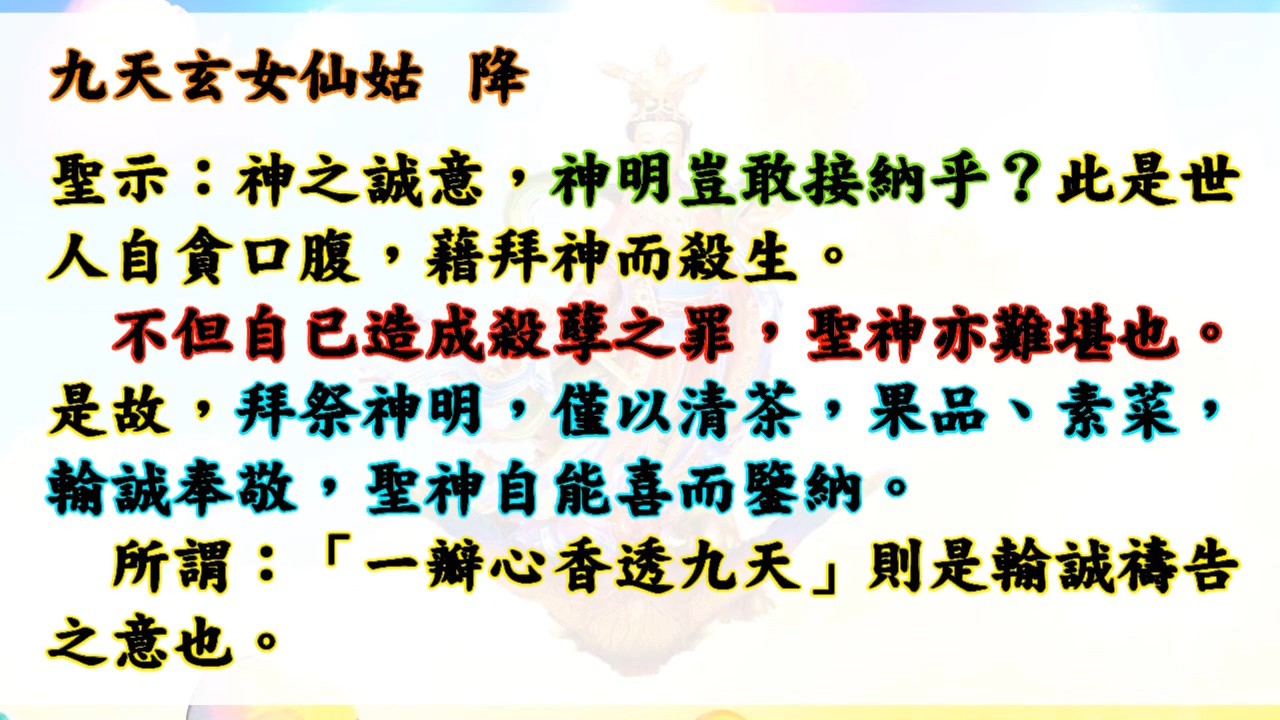 九天玄女仙姑 降
聖示：神之誠意，神明豈敢接納乎？此是世
人自貪口腹，藉拜神而殺生。
不但自己造成殺孽之罪，聖神亦難堪也。
是故，拜祭神明，僅以清茶，果品、素菜，
輸誠奉敬，聖神自能喜而鑒納。
所謂：「一瓣心香透九天」則是輸誠禱告
之意也。